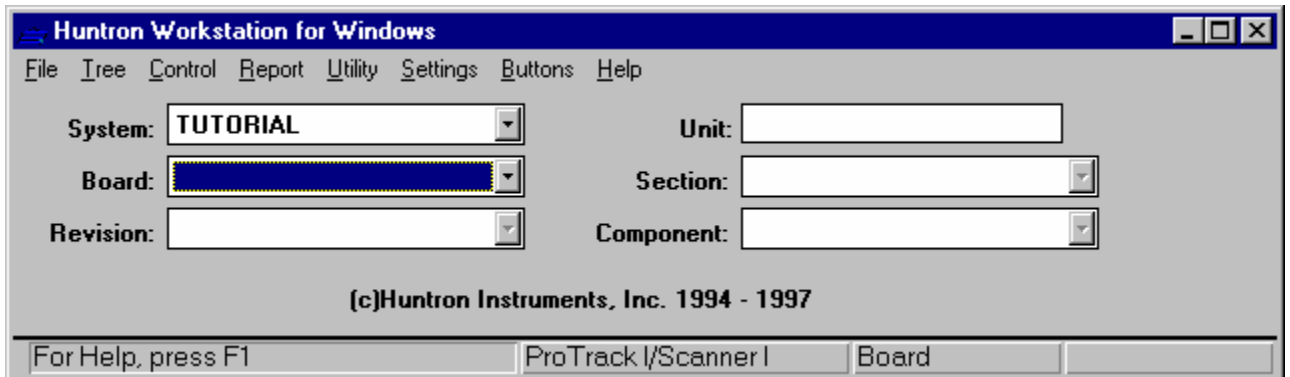 Huntron Workstation for Windows
File Tree Control Report Utility Settings Buttons Help
System: TUTORIAL Unit:
Board: Section:
Revision: Component:
(c)Huntron Instruments, Inc. 1994 - 1997
For Help, press F1 ProTrack I/Scanner I Board